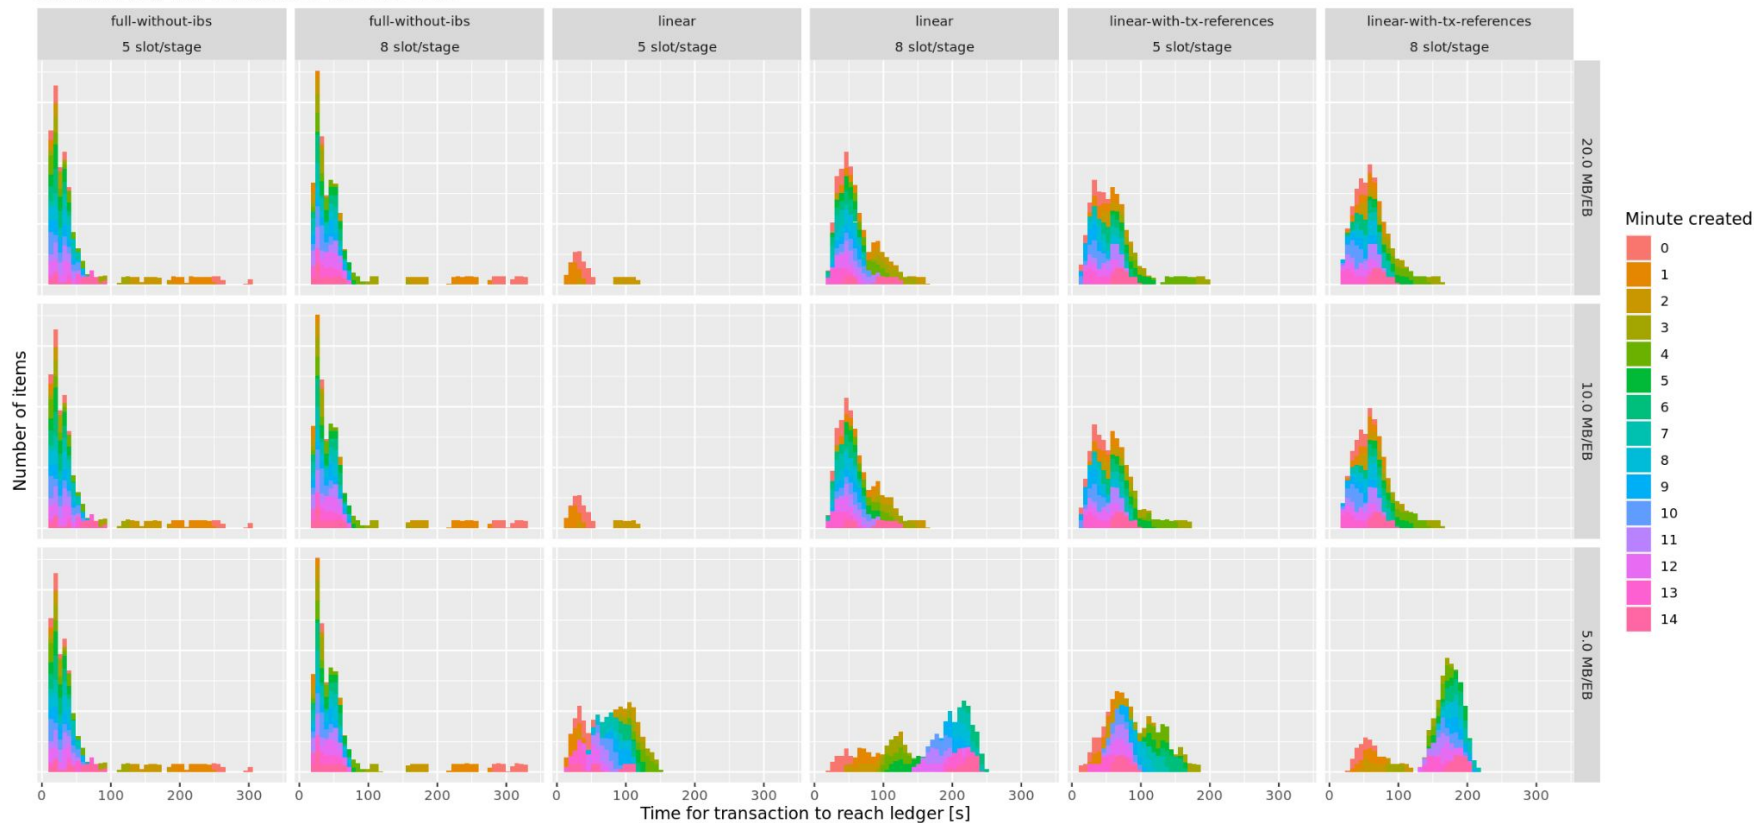 full-without-ibs
5 slot/stage
full-without-ibs
8 slot/stage
linear
5 slot/stage
linear
8 slot/stage
linear-with-tx-references
5 slot/stage
linear-with-tx-references
8 slot/stage
20.0 MB/EB
10.0 MB/EB
5.0 MB/EB
Number of items
0 100 200 300
0 100 200 300
0 100 200 300
0 100 200 300
0 100 200 300
0 100 200 300
Time for transaction to reach ledger [s]
Minute created
0
1
2
3
4
5
6
7
8
9
10
11
12
13
14